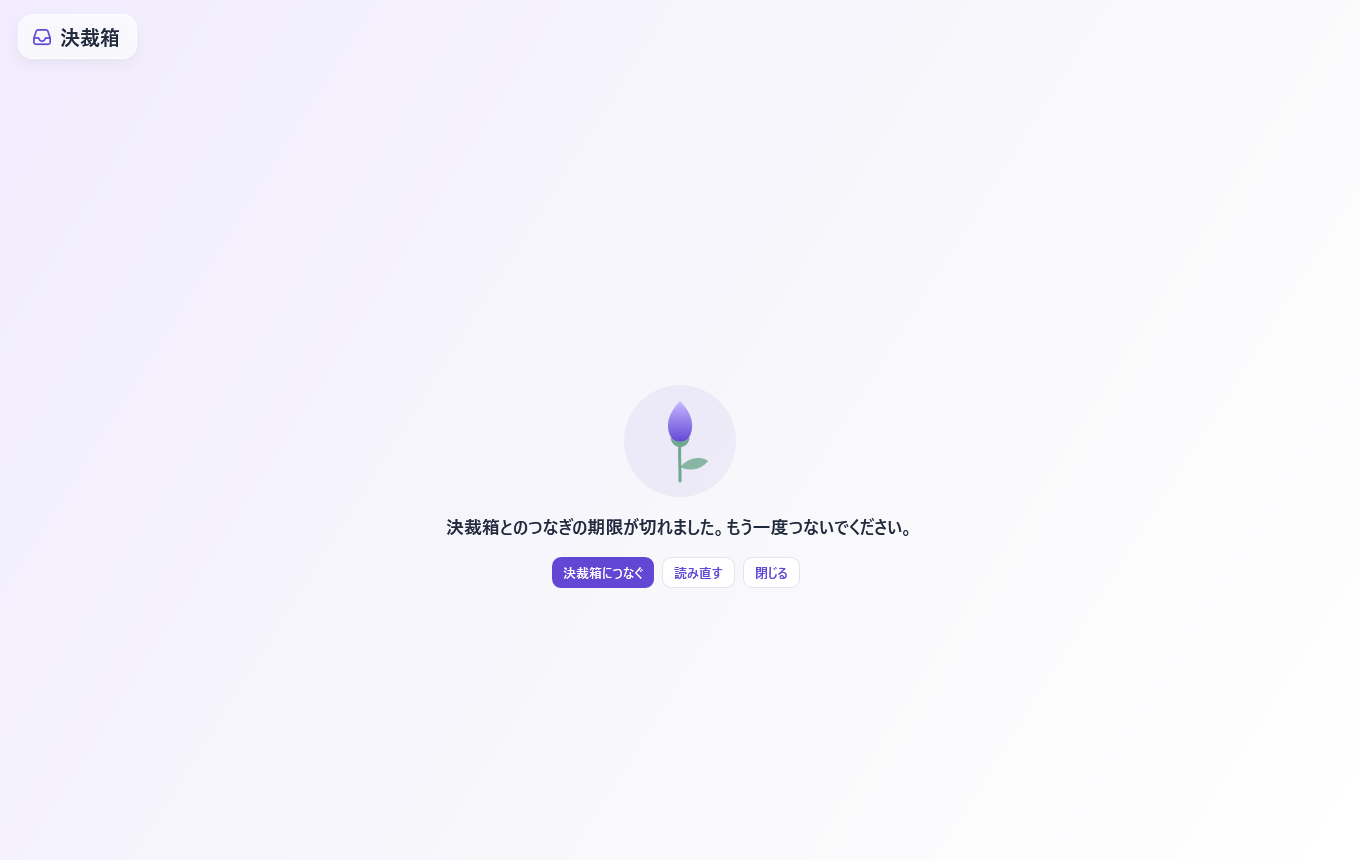 決裁箱
決裁箱とのつなぎの期限が切れました。もう一度つないでください。
決裁箱につなぐ 読み直す 閉じる